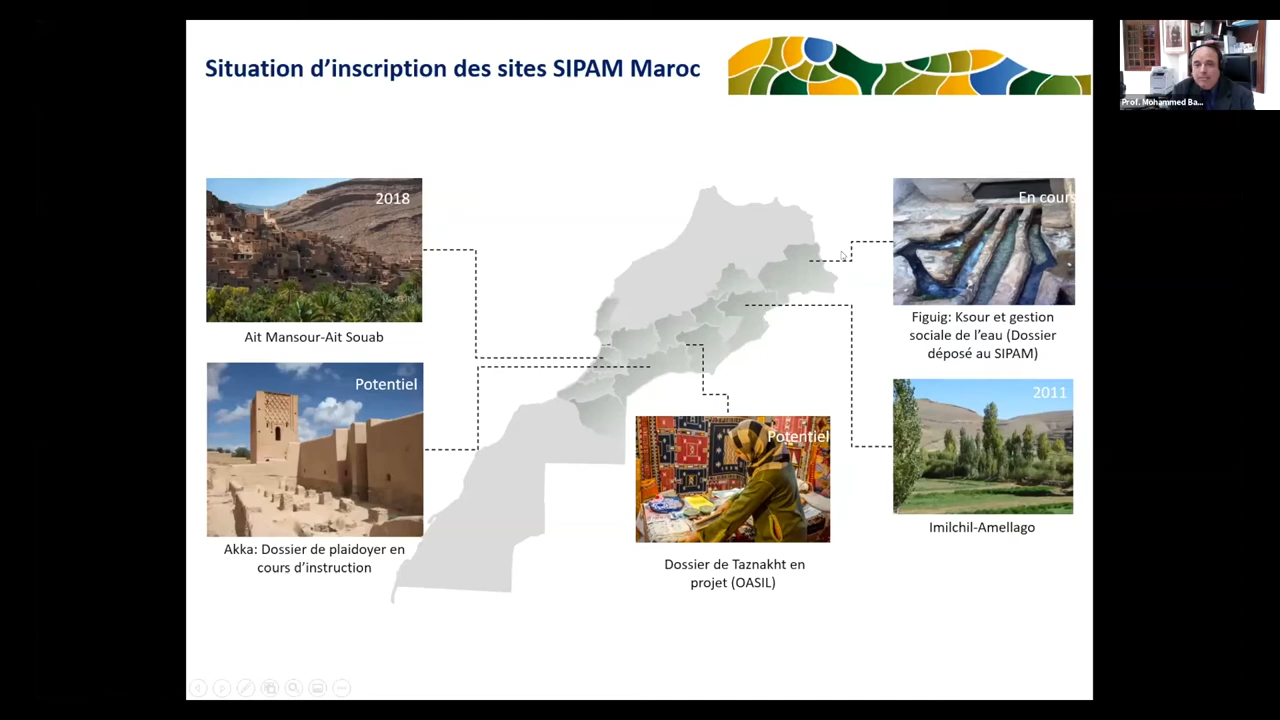 Situation d’inscription des sites SIPAM Maroc
Prof. Mohammed Ba...
2018
Ait Mansour-Ait Souab
Potentiel
Akka: Dossier de plaidoyer en
cours d’instruction
Potentiel
Dossier de Taznakht en
projet (OASIL)
En cours
Figuig: Ksour et gestion
sociale de l’eau (Dossier
déposé au SIPAM)
2011
Imilchil-Amellago